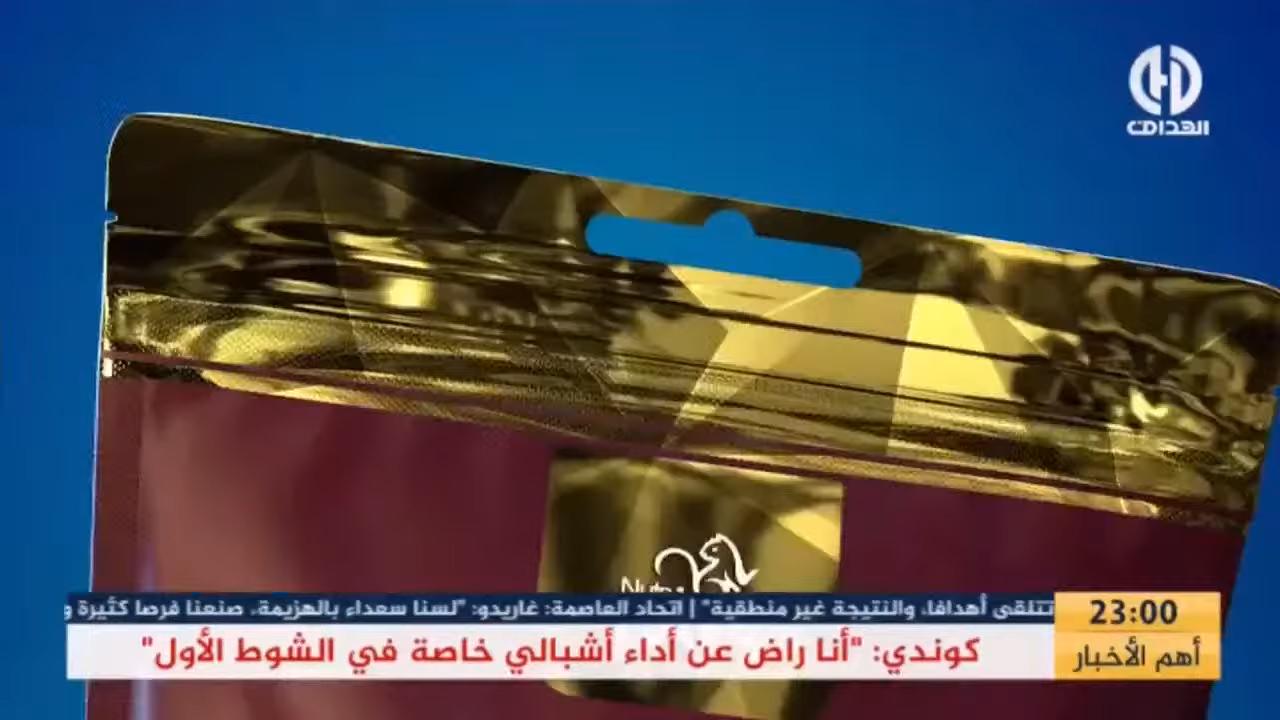 الهداف
Nutra
تتلقى أهدافا، والنتيجة غير منطقية" | اتحاد العاصمة: غاريدو: "لسنا سعداء بالهزيمة، صنعنا فرصا كثيرة و
23:00
كوندي: "أنا راض عن أداء أشبالي خاصة في الشوط الأول"
أهم الأخبار